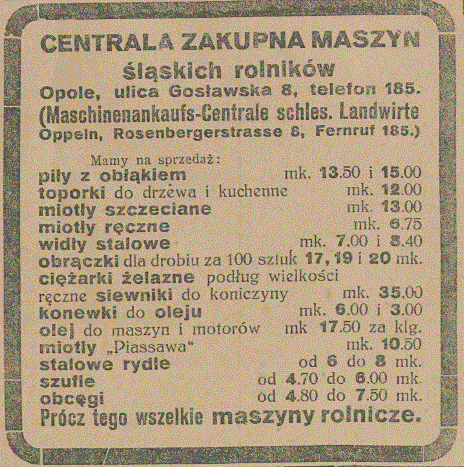 CENTRALA ZAKUPNA MASZYN
śląskich rolników
Opole, ulica Gosławska 8, telefon 185.
(Maschinenankaufs-Centrale schles. Landwirte
Oppeln, Rosenbergerstrasse 8, Fernruf 185.)
Mamy na sprzedaż:
piły z obłąkiem mk. 13.50 i 15.00
toporki do drzéwa i kuchenne mk. 12.00
miotły szczeciane mk. 13.00
miotły ręczne mk. 6.75
widły stalowe mk. 7.00 i 8.40
obrączki dla drobiu za 100 sztuk 17, 19 i 20 mk.
ciężarki żelazne podług wielkości
ręczne siewniki do koniczyny mk. 35.00
konewki do oleju mk. 6.00 i 3.00
olej do maszyn i motorów mk 17.50 za klg.
miotły „Piassawa“ mk. 10.50
stalowe rydle od 6 do 8 mk.
szufle od 4.70 do 6.00 mk.
obcęgi od 4.80 do 7.50 mk.
Prócz tego wszelkie maszyny rolnicze.